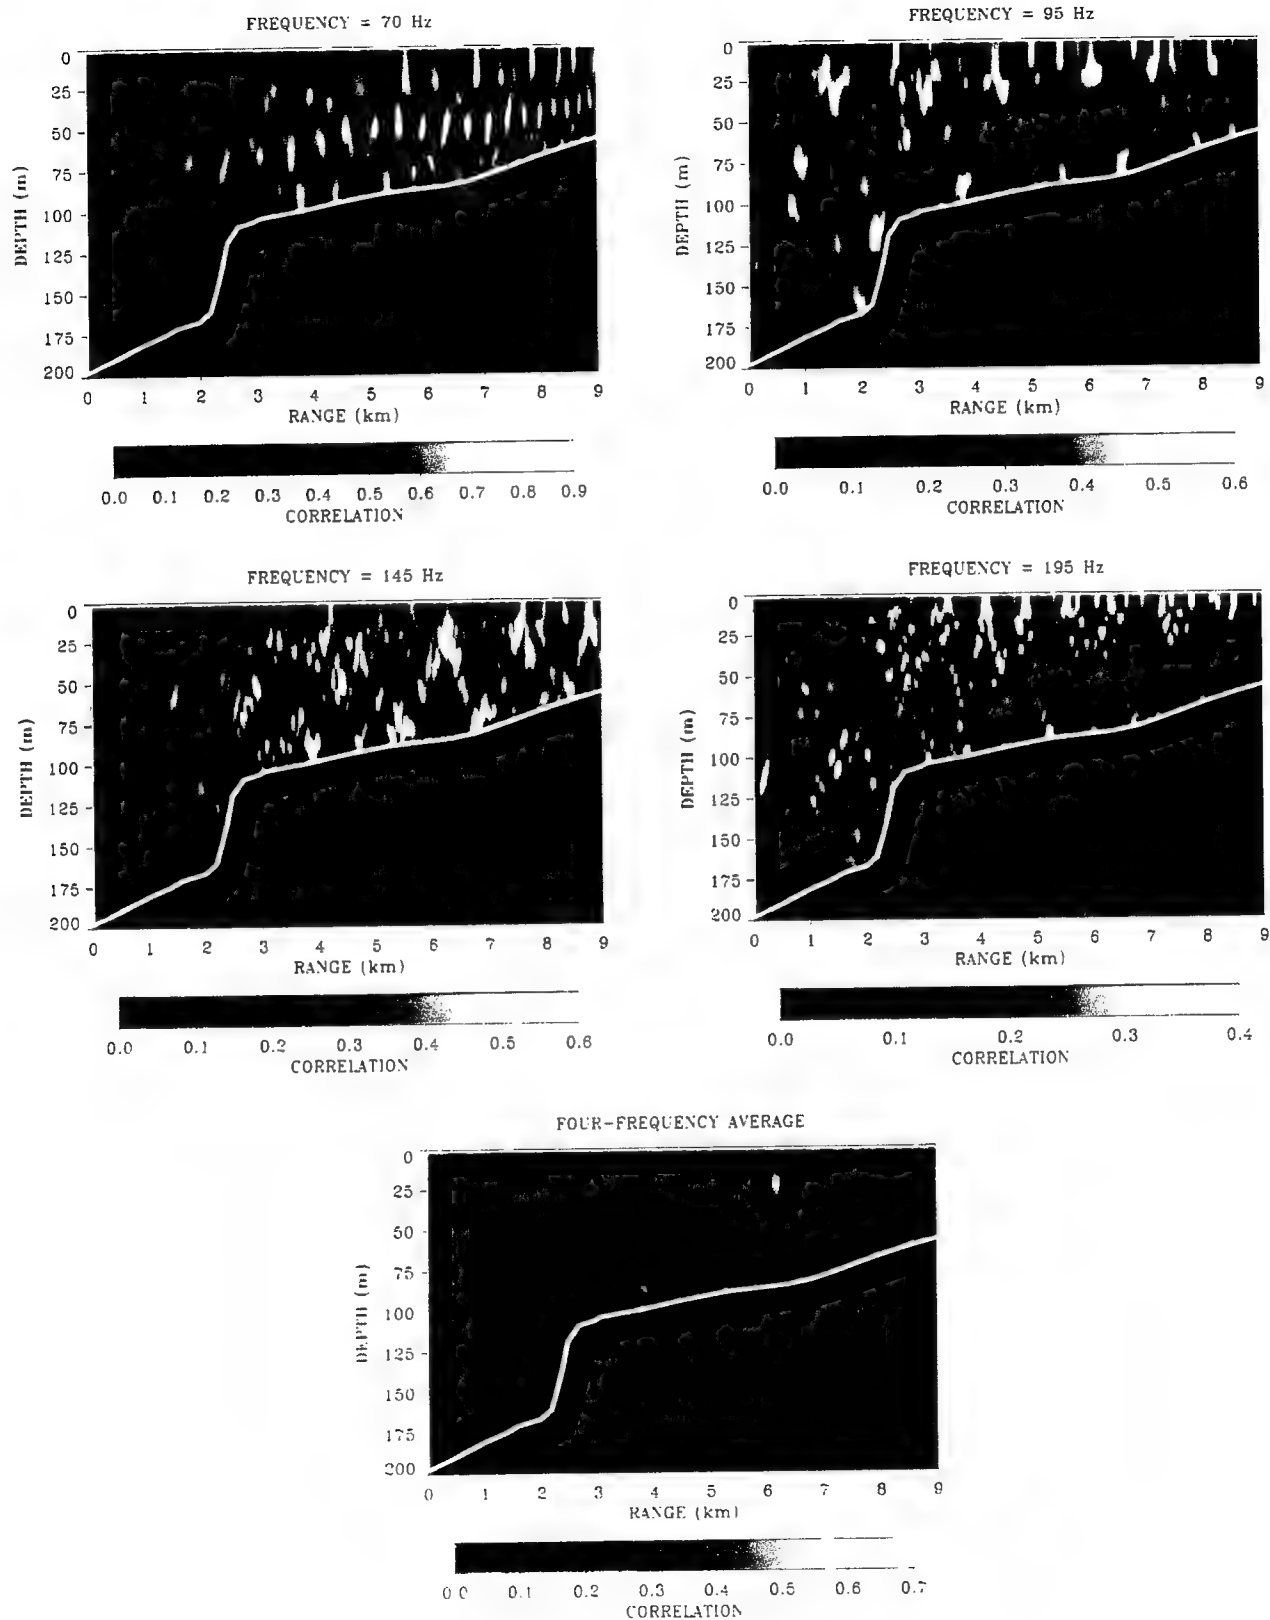 FREQUENCY = 70 Hz
0
25
50
75
100
125
150
175
200
DEPTH (m)
0 1 2 3 4 5 6 7 8 9
RANGE (km)
0.0 0.1 0.2 0.3 0.4 0.5 0.6 0.7 0.8 0.9
CORRELATION
FREQUENCY = 95 Hz
0
25
50
75
100
125
150
175
200
DEPTH (m)
0 1 2 3 4 5 6 7 8 9
RANGE (km)
0.0 0.1 0.2 0.3 0.4 0.5 0.6
CORRELATION
FREQUENCY = 145 Hz
0
25
50
75
100
125
150
175
200
DEPTH (m)
0 1 2 3 4 5 6 7 8 9
RANGE (km)
0.0 0.1 0.2 0.3 0.4 0.5 0.6
CORRELATION
FREQUENCY = 195 Hz
0
25
50
75
100
125
150
175
200
DEPTH (m)
0 1 2 3 4 5 6 7 8 9
RANGE (km)
0.0 0.1 0.2 0.3 0.4
CORRELATION
FOUR-FREQUENCY AVERAGE
0
25
50
75
100
125
150
175
200
DEPTH (m)
0 1 2 3 4 5 6 7 8 9
RANGE (km)
0.0 0.1 0.2 0.3 0.4 0.5 0.6 0.7
CORRELATION